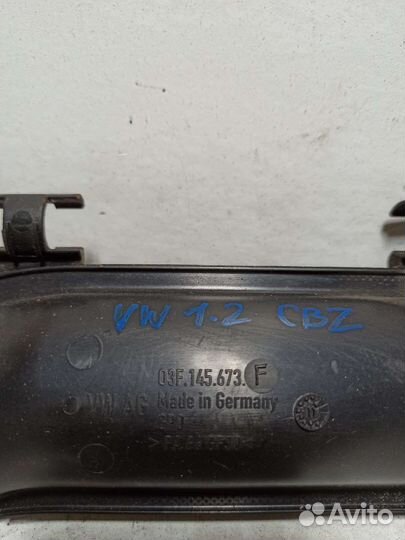 VW 1.2 CBZ
03F.145.673. F
VW AG Made in Germany
Avito